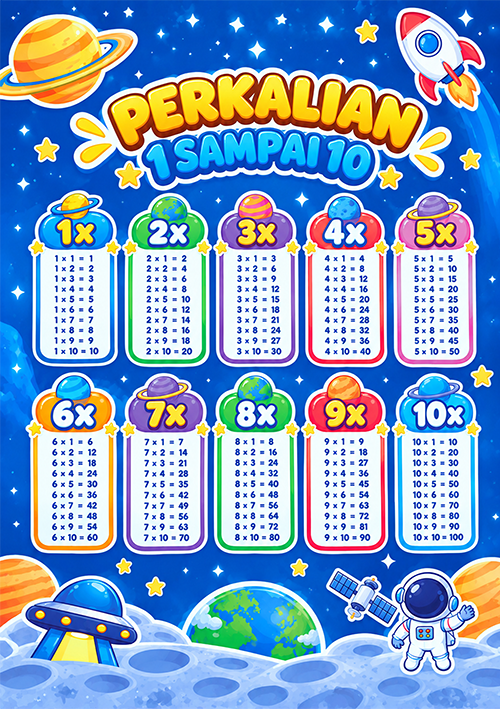 PERKALIAN
1 SAMPAI 10
1x
1 x 1 = 1
1 x 2 = 2
1 x 3 = 3
1 x 4 = 4
1 x 5 = 5
1 x 6 = 6
1 x 7 = 7
1 x 8 = 8
1 x 9 = 9
1 x 10 = 10
2x
2 x 1 = 2
2 x 2 = 4
2 x 3 = 6
2 x 4 = 8
2 x 5 = 10
2 x 6 = 12
2 x 7 = 14
2 x 8 = 16
2 x 9 = 18
2 x 10 = 20
3x
3 x 1 = 3
3 x 2 = 6
3 x 3 = 9
3 x 4 = 12
3 x 5 = 15
3 x 6 = 18
3 x 7 = 21
3 x 8 = 24
3 x 9 = 27
3 x 10 = 30
4x
4 x 1 = 4
4 x 2 = 8
4 x 3 = 12
4 x 4 = 16
4 x 5 = 20
4 x 6 = 24
4 x 7 = 28
4 x 8 = 32
4 x 9 = 36
4 x 10 = 40
5x
5 x 1 = 5
5 x 2 = 10
5 x 3 = 15
5 x 4 = 20
5 x 5 = 25
5 x 6 = 30
5 x 7 = 35
5 x 8 = 40
5 x 9 = 45
5 x 10 = 50
6x
6 x 1 = 6
6 x 2 = 12
6 x 3 = 18
6 x 4 = 24
6 x 5 = 30
6 x 6 = 36
6 x 7 = 42
6 x 8 = 48
6 x 9 = 54
6 x 10 = 60
7x
7 x 1 = 7
7 x 2 = 14
7 x 3 = 21
7 x 4 = 28
7 x 5 = 35
7 x 6 = 42
7 x 7 = 49
7 x 8 = 56
7 x 9 = 63
7 x 10 = 70
8x
8 x 1 = 8
8 x 2 = 16
8 x 3 = 24
8 x 4 = 32
8 x 5 = 40
8 x 6 = 48
8 x 7 = 56
8 x 8 = 64
8 x 9 = 72
8 x 10 = 80
9x
9 x 1 = 9
9 x 2 = 18
9 x 3 = 27
9 x 4 = 36
9 x 5 = 45
9 x 6 = 54
9 x 7 = 63
9 x 8 = 72
9 x 9 = 81
9 x 10 = 90
10x
10 x 1 = 10
10 x 2 = 20
10 x 3 = 30
10 x 4 = 40
10 x 5 = 50
10 x 6 = 60
10 x 7 = 70
10 x 8 = 80
10 x 9 = 90
10 x 10 = 100